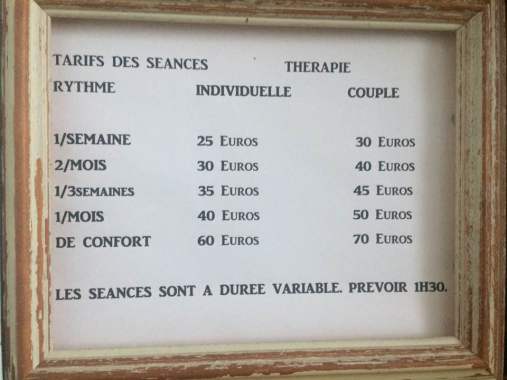 TARIFS DES SEANCES THERAPIE
RYTHME INDIVIDUELLE COUPLE
1/SEMAINE 25 EUROS 30 EUROS
2/MOIS 30 EUROS 40 EUROS
1/3SEMAINES 35 EUROS 45 EUROS
1/MOIS 40 EUROS 50 EUROS
DE CONFORT 60 EUROS 70 EUROS
LES SEANCES SONT A DUREE VARIABLE. PREVOIR 1H30.